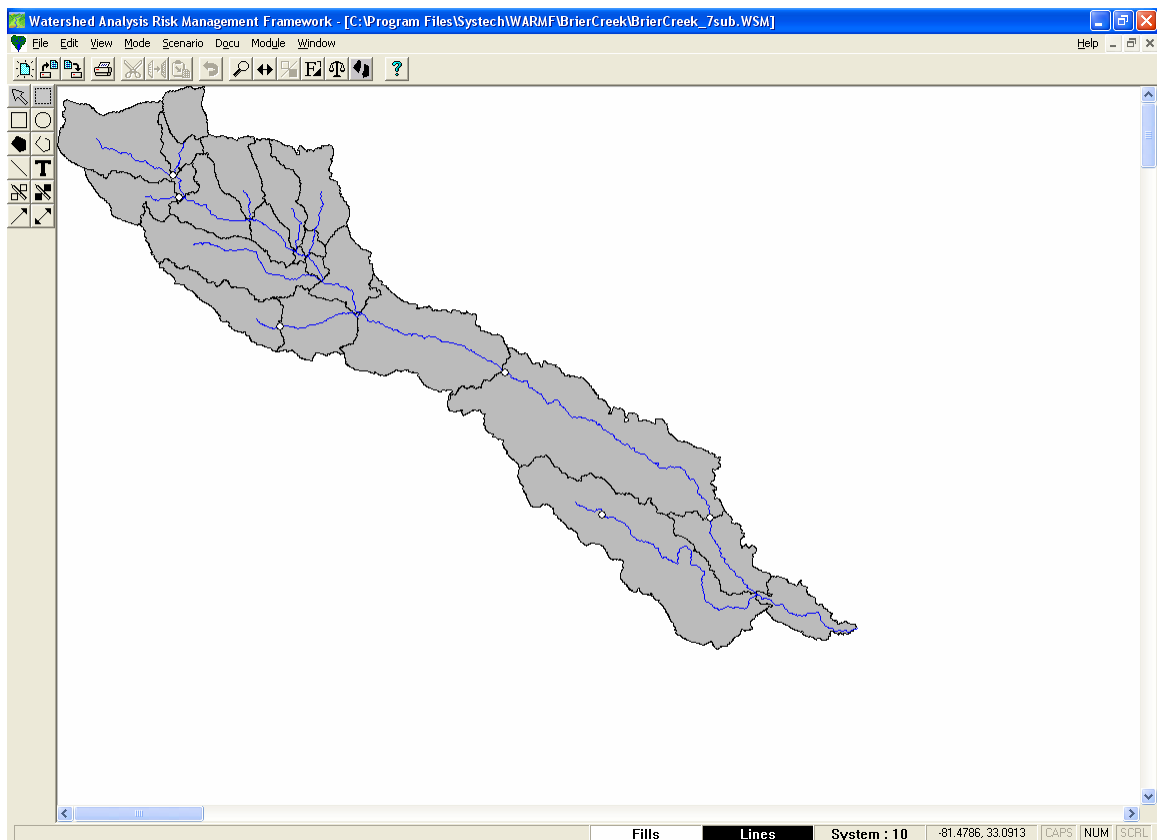 Watershed Analysis Risk Management Framework - [C:\Program Files\Systech\WARMF\BrierCreek\BrierCreek_7sub.WSM]
File Edit View Mode Scenario Docu Module Window Help
F ?
T
Fills Lines System : 10 -81.4786, 33.0913 CAPS NUM SCRL